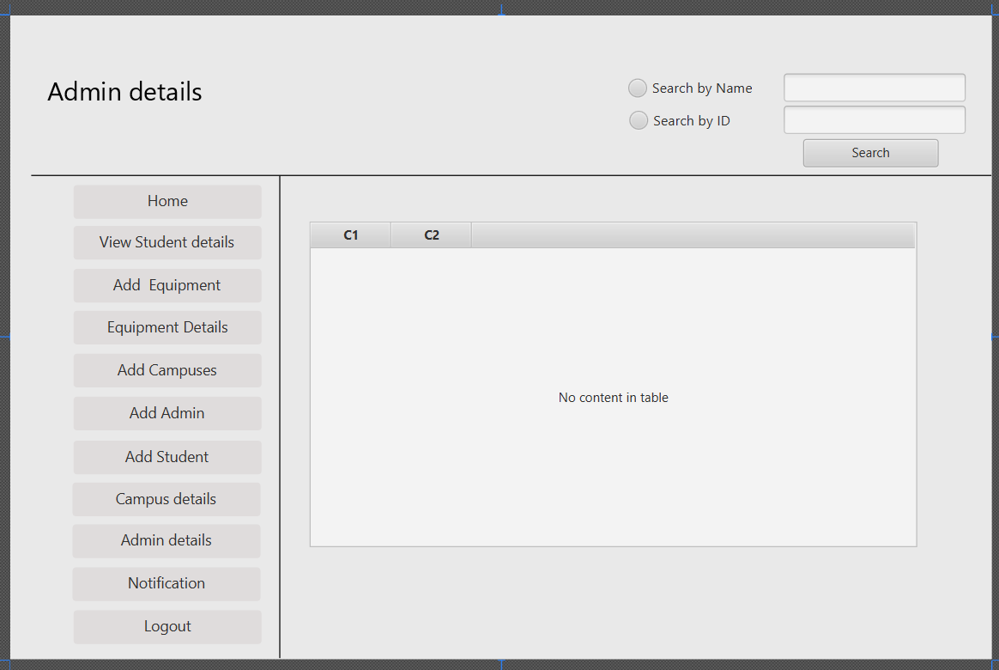 Admin details
Search by Name
Search by ID
Search
Home
View Student details
Add  Equipment
Equipment Details
Add Campuses
Add Admin
Add Student
Campus details
Admin details
Notification
Logout
C1 C2
No content in table